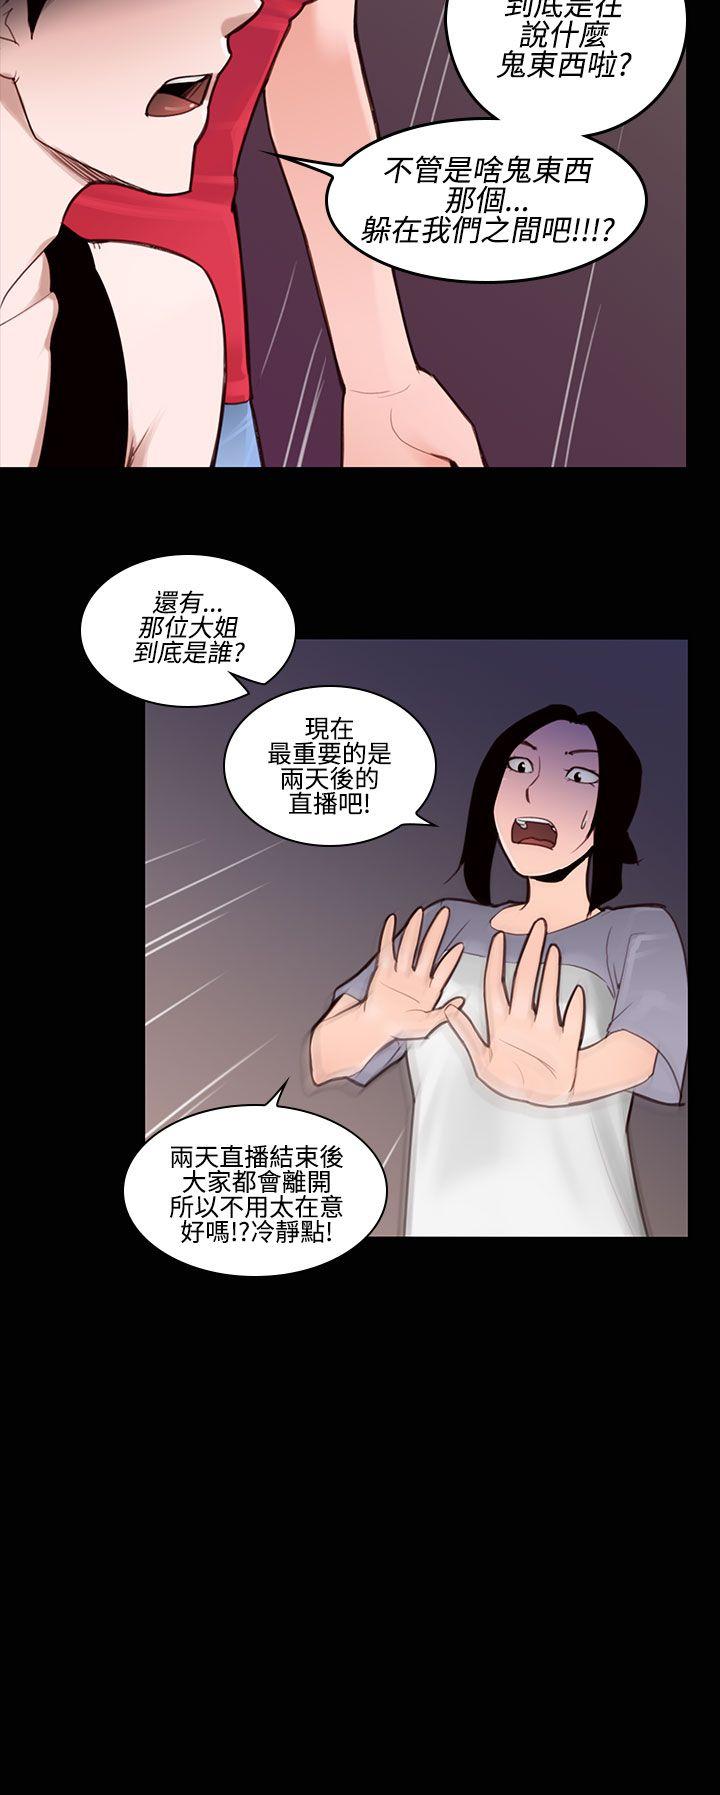 到底是在
說什麼
鬼東西啦?
不管是啥鬼東西
那個...
躲在我們之間吧!!!?
還有...
那位大姐
到底是誰?
現在
最重要的是
兩天後的
直播吧!
兩天直播結束後
大家都會離開
所以不用太在意
好嗎!?冷靜點!